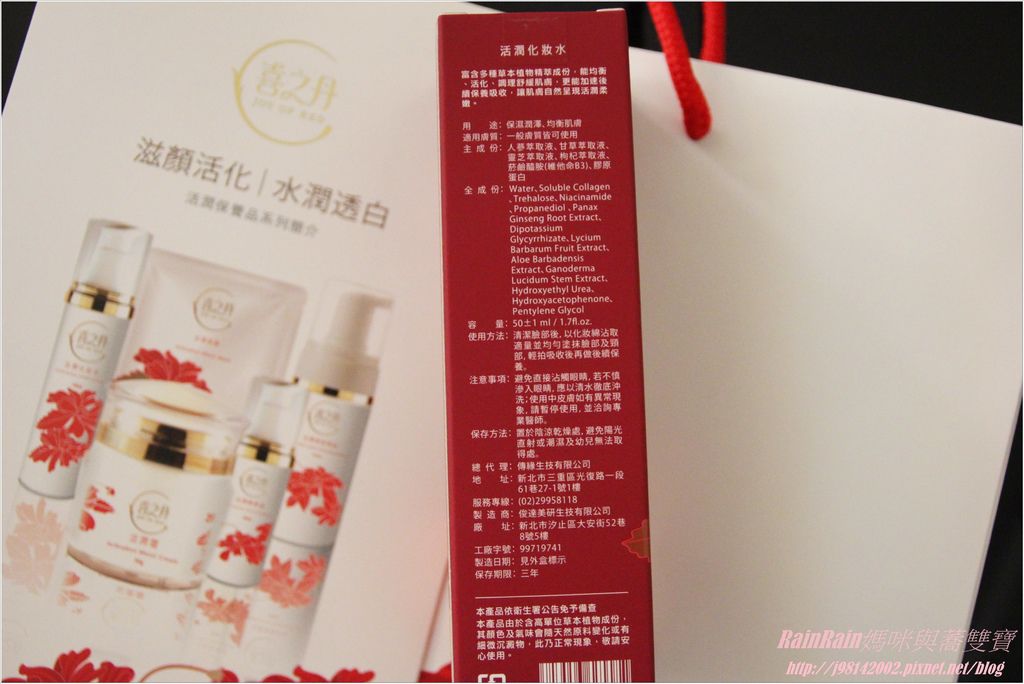 喜之丹
滋顏活化 | 水潤透白
活潤保養品系列簡介
喜之丹
喜之丹
活潤霜
活潤化妝水
富含多種草本植物精萃成份，能均衡
、活化、調理舒緩肌膚，更能加速後
續保養吸收，讓肌膚自然呈現活潤柔
嫩。
用　　途：保濕潤澤、均衡肌膚
適用膚質：一般膚質皆可使用
主 成 份：人蔘萃取液、甘草萃取液、
靈芝萃取液、枸杞萃取液、
菸鹼醯胺(維他命B3)、膠原
蛋白
全 成 份：Water、Soluble Collagen
、Trehalose、Niacinamide
、Propanediol 、Panax
Ginseng Root Extract、
Dipotassium
Glycyrrhizate、Lycium
Barbarum Fruit Extract、
Aloe Barbadensis
Extract、Ganoderma
Lucidum Stem Extract、
Hydroxyethyl Urea、
Hydroxyacetophenone、
Pentylene Glycol
容　　量：50±1 ml / 1.7fl.oz.
使用方法：清潔臉部後，以化妝綿沾取
適量並均勻塗抹臉部及頸
部，輕拍吸收後再做後續保
養。
注意事項：避免直接沾觸眼睛，若不慎
滲入眼睛，應以清水徹底沖
洗；使用中皮膚如有異常現
象，請暫停使用，並洽詢專
業醫師。
保存方法：置於陰涼乾燥處，避免陽光
直射或潮濕及幼兒無法取
得處。
總 代 理：傳緣生技有限公司
地　　址：新北市三重區光復路一段
61巷27-1號1樓
服務專線：(02)29958118
製 造 商：俊達美研生技有限公司
廠　　址：新北市汐止區大安街52巷
8號5樓
工廠字號：99719741
製造日期：見外盒標示
保存期限：三年
本產品依衛生署公告免予備查
本產品由於含高單位草本植物成份，
其顏色及氣味會隨天然原料變化或有
細微沉澱物，此乃正常現象，敬請安
心使用。
RainRain媽咪與蕎雙寶
http://j98142002.pixnet.net/blog